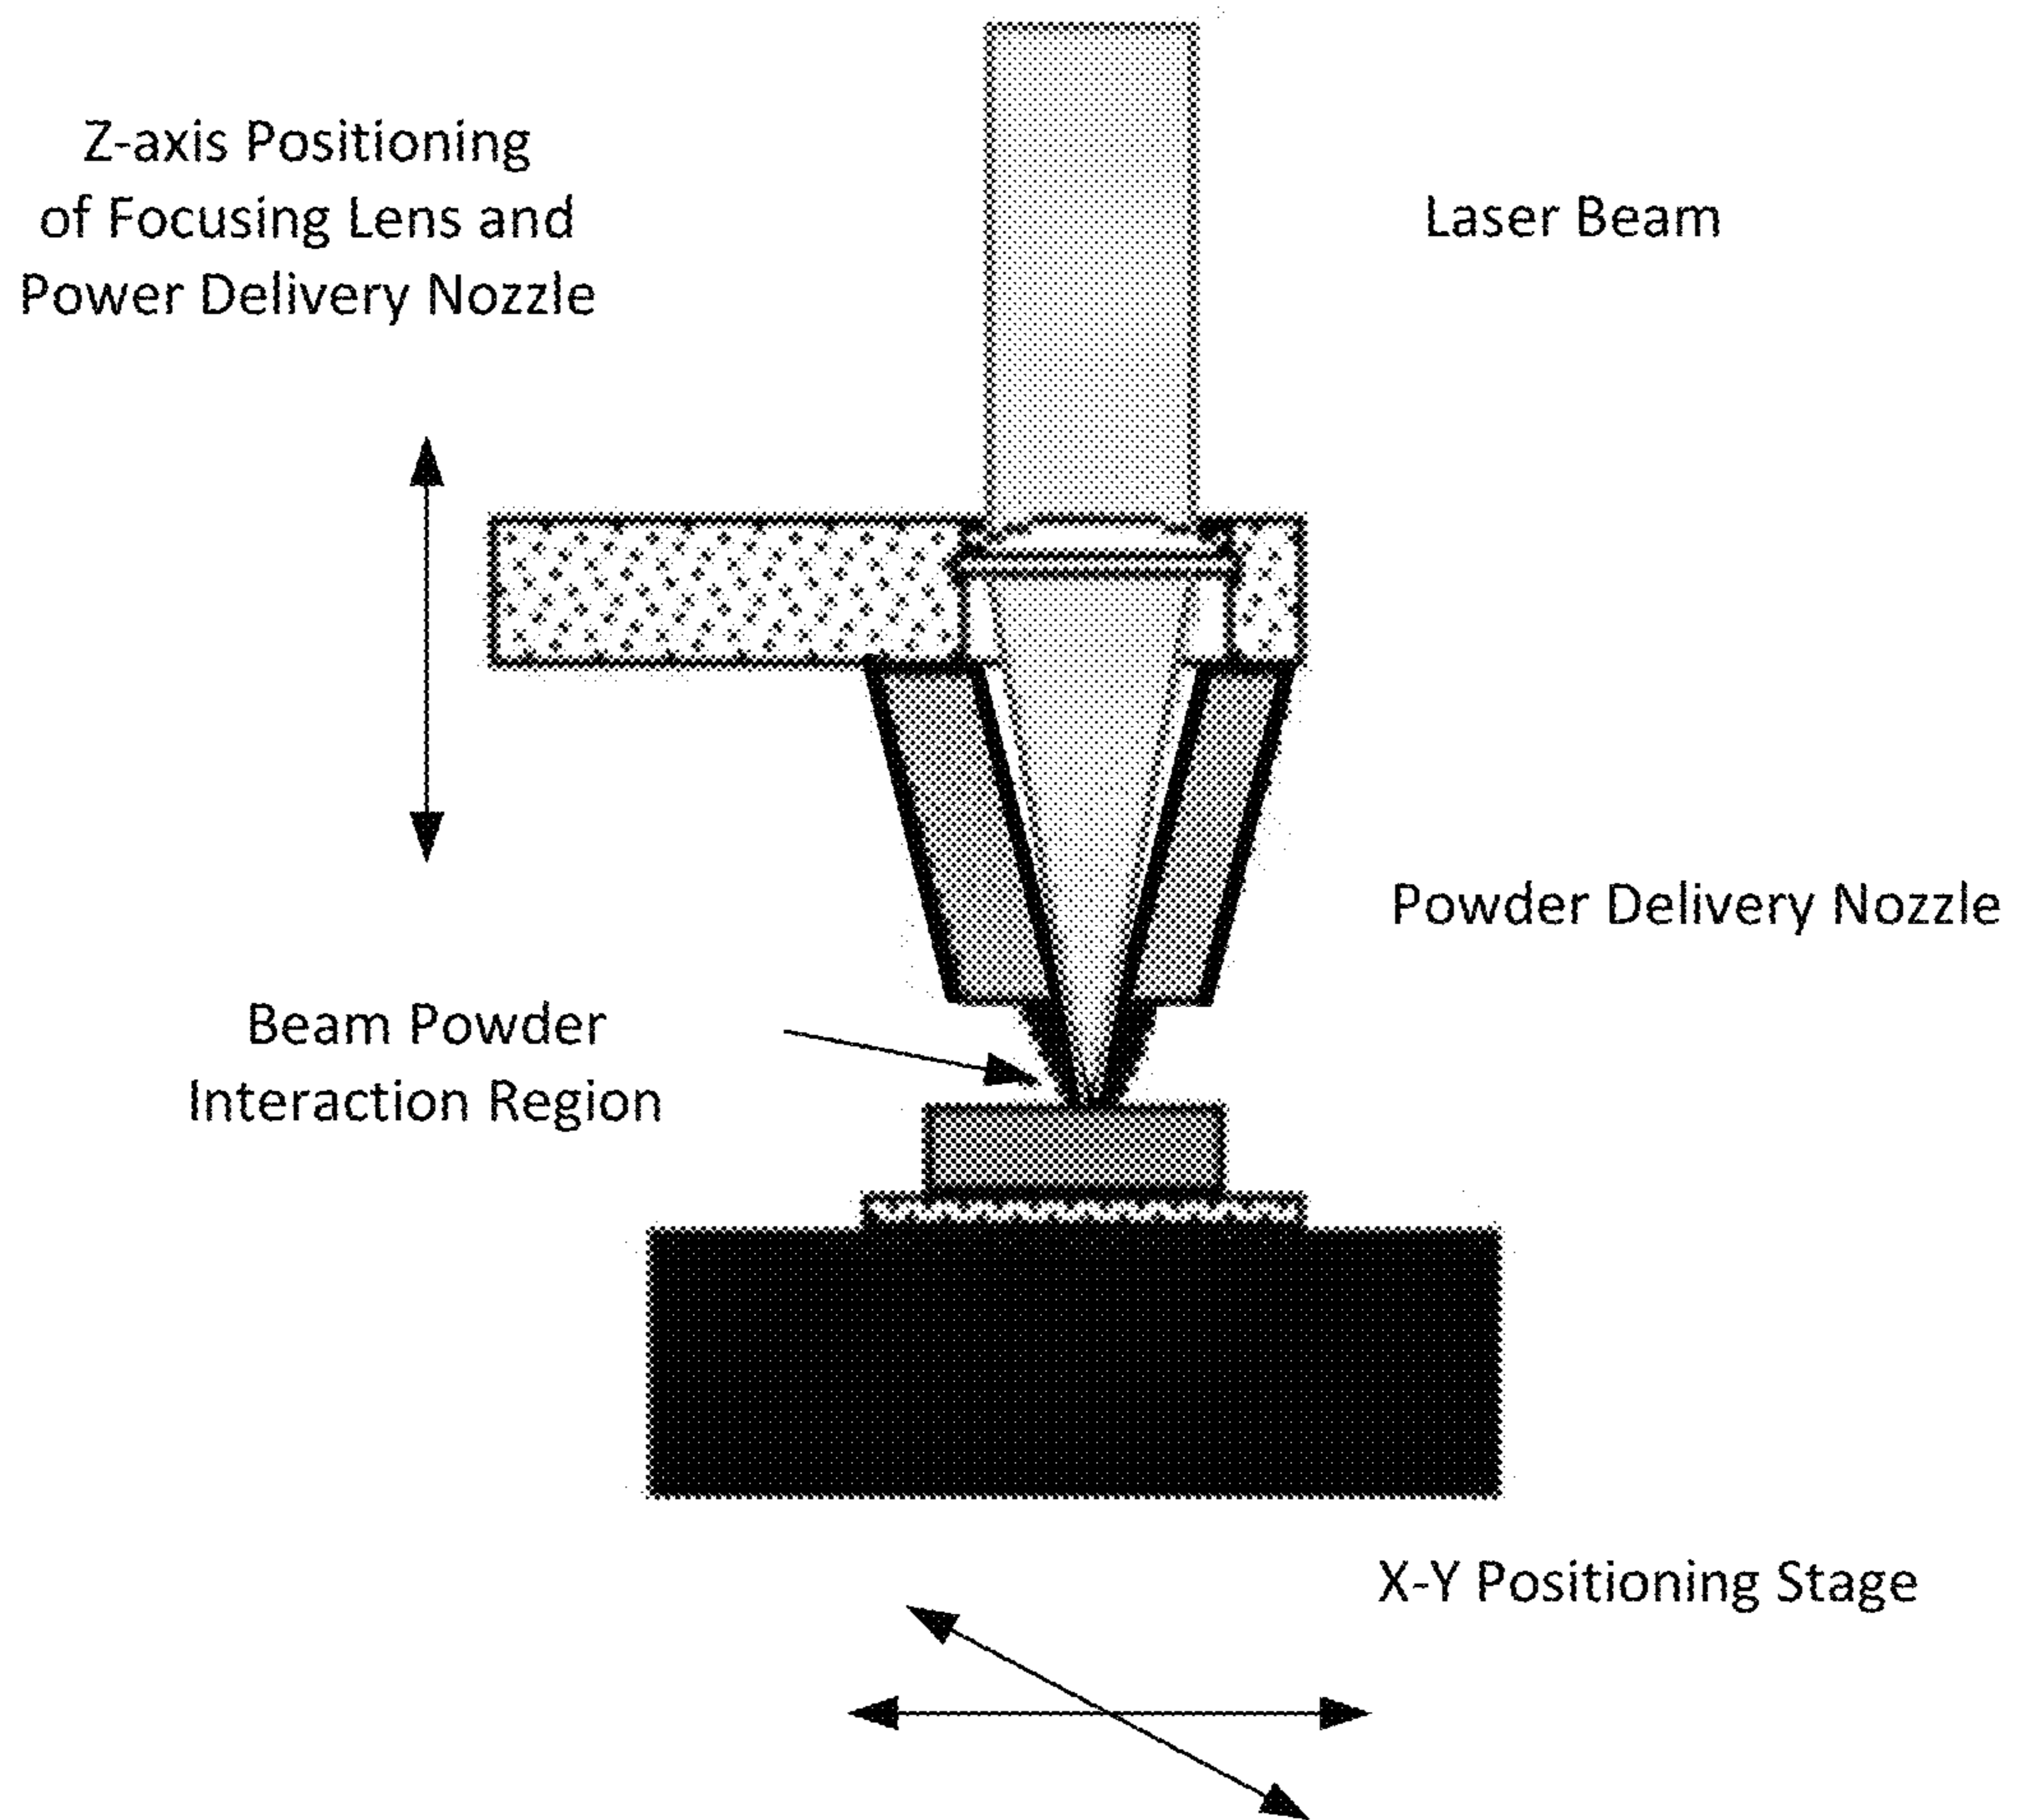 Z-axis Positioning
of Focusing Lens and
Power Delivery Nozzle
Laser Beam
Powder Delivery Nozzle
Beam Powder
Interaction Region
X-Y Positioning Stage